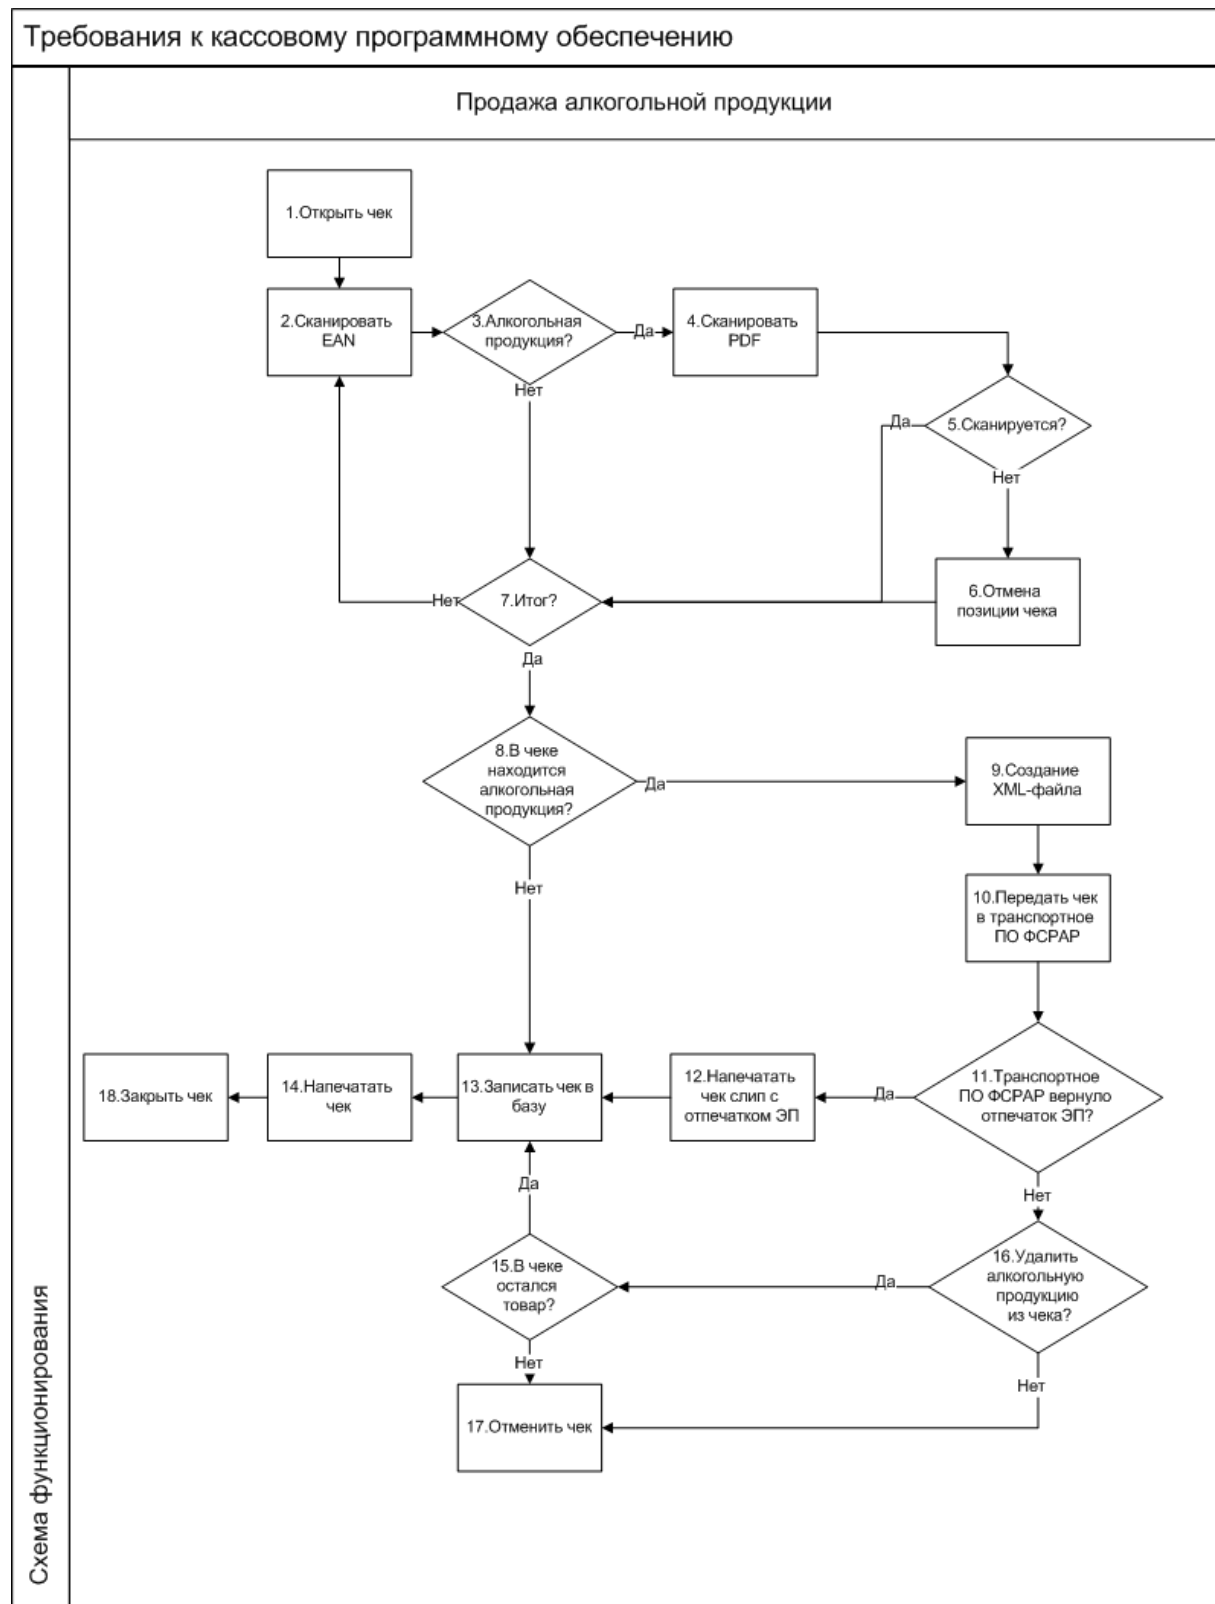 Требования к кассовому программному обеспечению
Продажа алкогольной продукции
1.Открыть чек
2.Сканировать
EAN
3.Алкогольная
продукция?
Да
4.Сканировать
PDF
Нет
Да
5.Сканируется?
Нет
6.Отмена
позиции чека
Нет
7.Итог?
Да
8.В чеке
находится
алкогольная
продукция?
Да
9.Создание
XML-файла
Нет
10.Передать чек
в транспортное
ПО ФСРАР
18.Закрыть чек
14.Напечатать
чек
13.Записать чек в
базу
12.Напечатать
чек слип с
отпечатком ЭП
Да
11.Транспортное
ПО ФСРАР вернуло
отпечаток ЭП?
Да
Нет
15.В чеке
остался
товар?
Да
16.Удалить
алкогольную
продукцию
из чека?
Нет
Нет
17.Отменить чек
Схема функционирования